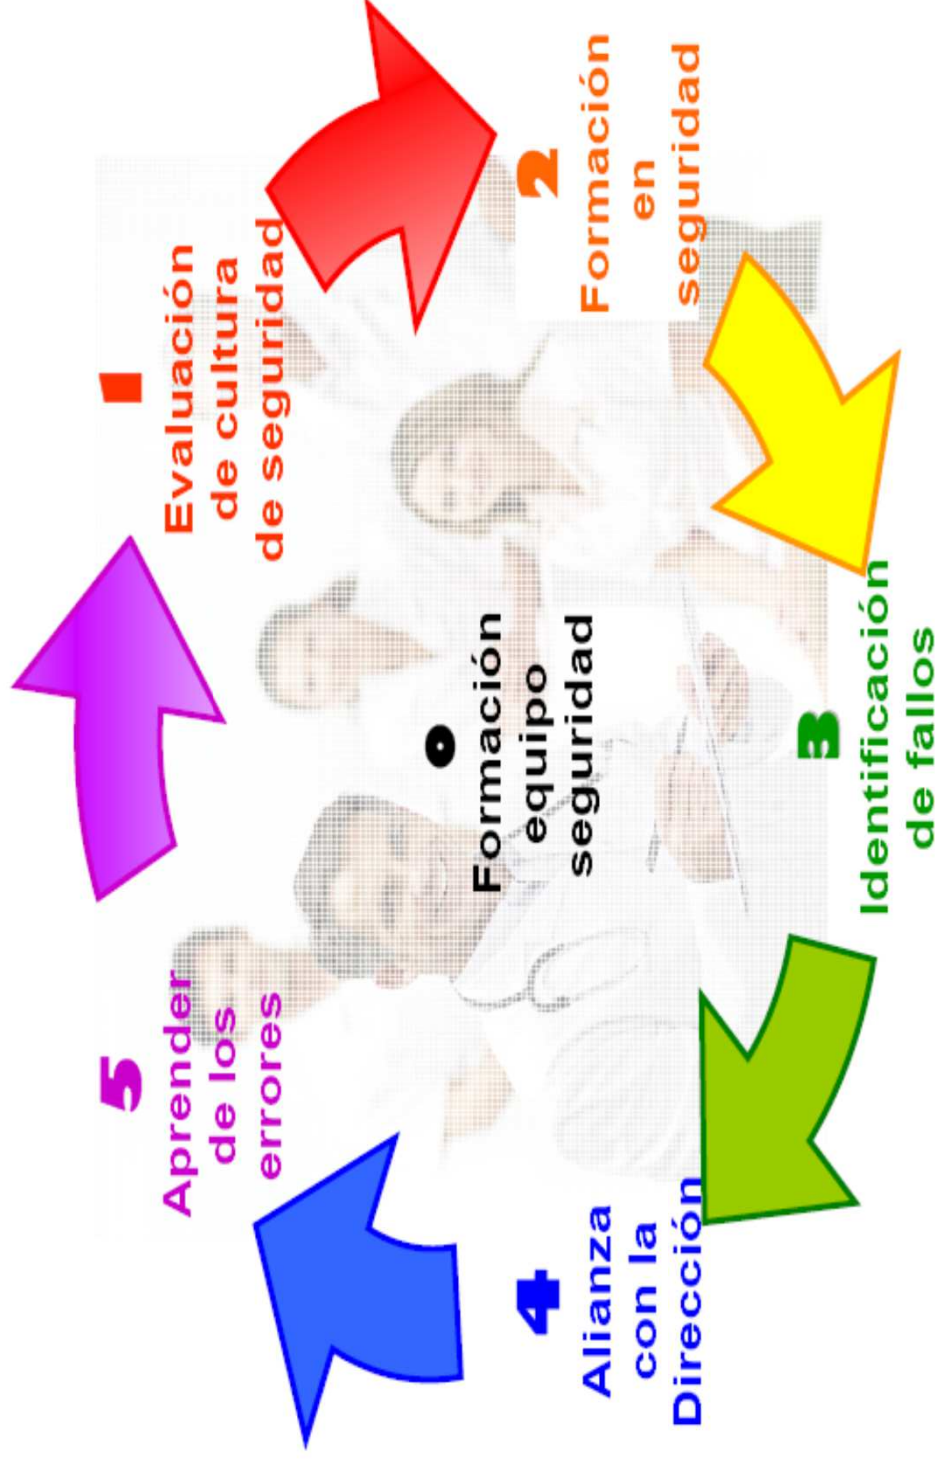 1
Evaluación
de cultura
de seguridad
2
Formación
en
seguridad
3
Identificación
de fallos
4
Alianza
con la
Dirección
5
Aprender
de los
errores
0
Formación
equipo
seguridad